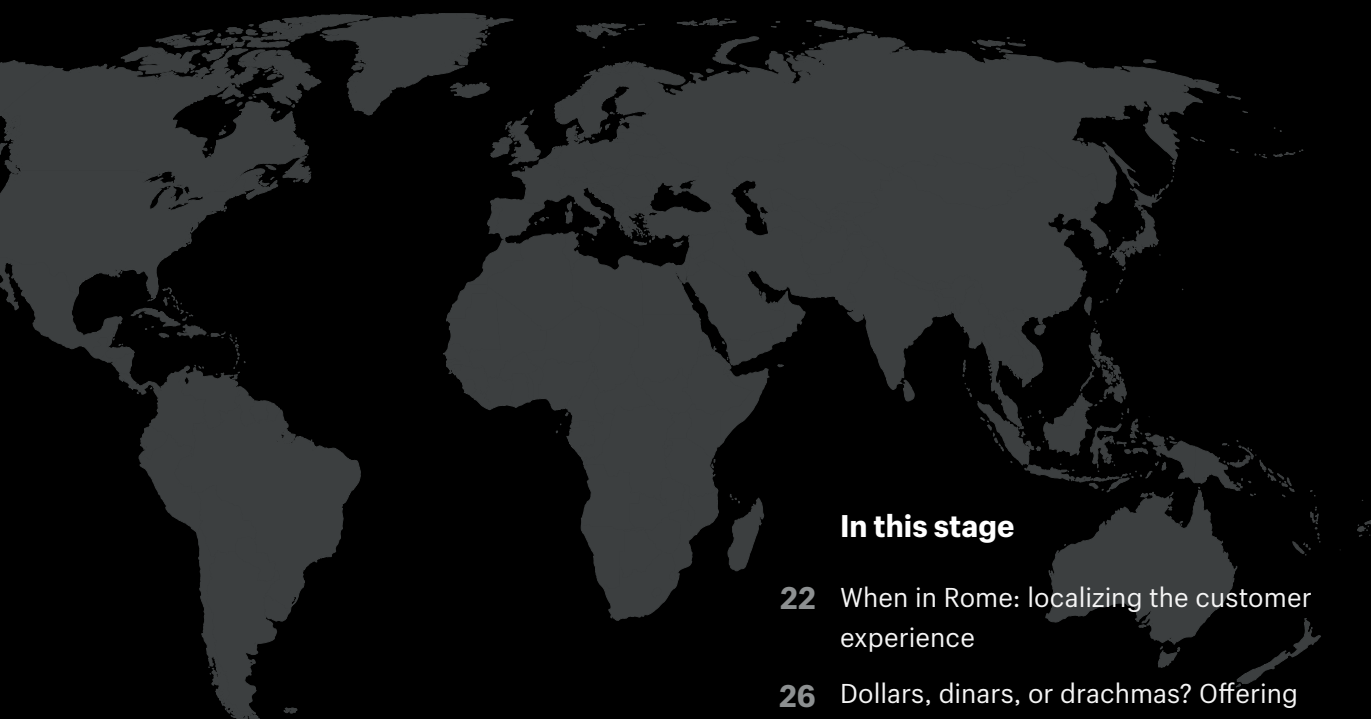 In this stage
22 When in Rome: localizing the customer
experience
26 Dollars, dinars, or drachmas? Offering